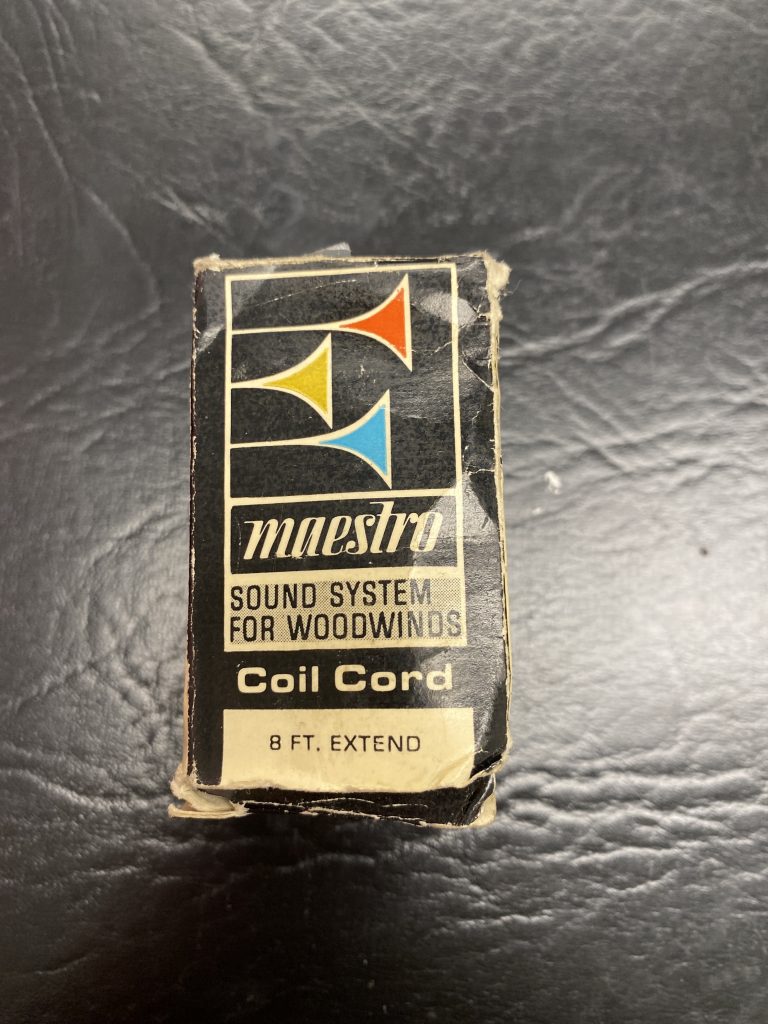 maestro
SOUND SYSTEM
FOR WOODWINDS
Coil Cord
8 FT. EXTEND